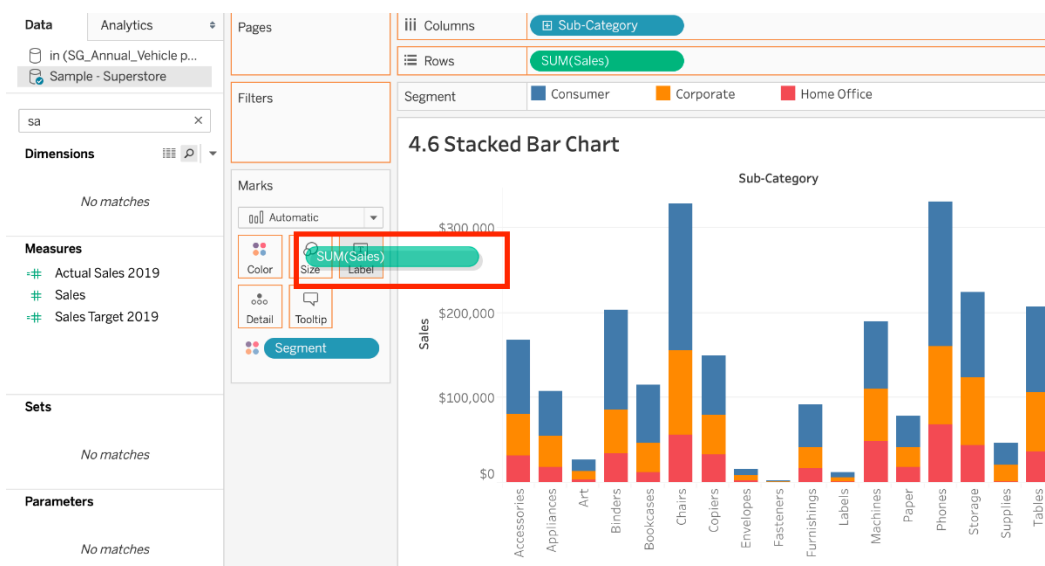 Data
Analytics
in (SG_Annual_Vehicle p...
Sample - Superstore
sa
Dimensions
No matches
Measures
Actual Sales 2019
Sales
Sales Target 2019
Sets
No matches
Parameters
No matches
Pages
Filters
Marks
Automatic
SUM(Sales)
Color
Size
Label
Detail
Tooltip
Segment
Columns
Sub-Category
Rows
SUM(Sales)
Segment
Consumer
Corporate
Home Office
4.6 Stacked Bar Chart
Sub-Category
Sales
$300,000
$200,000
$100,000
$0
Accessories
Appliances
Art
Binders
Bookcases
Chairs
Copiers
Envelopes
Fasteners
Furnishings
Labels
Machines
Paper
Phones
Storage
Supplies
Tables